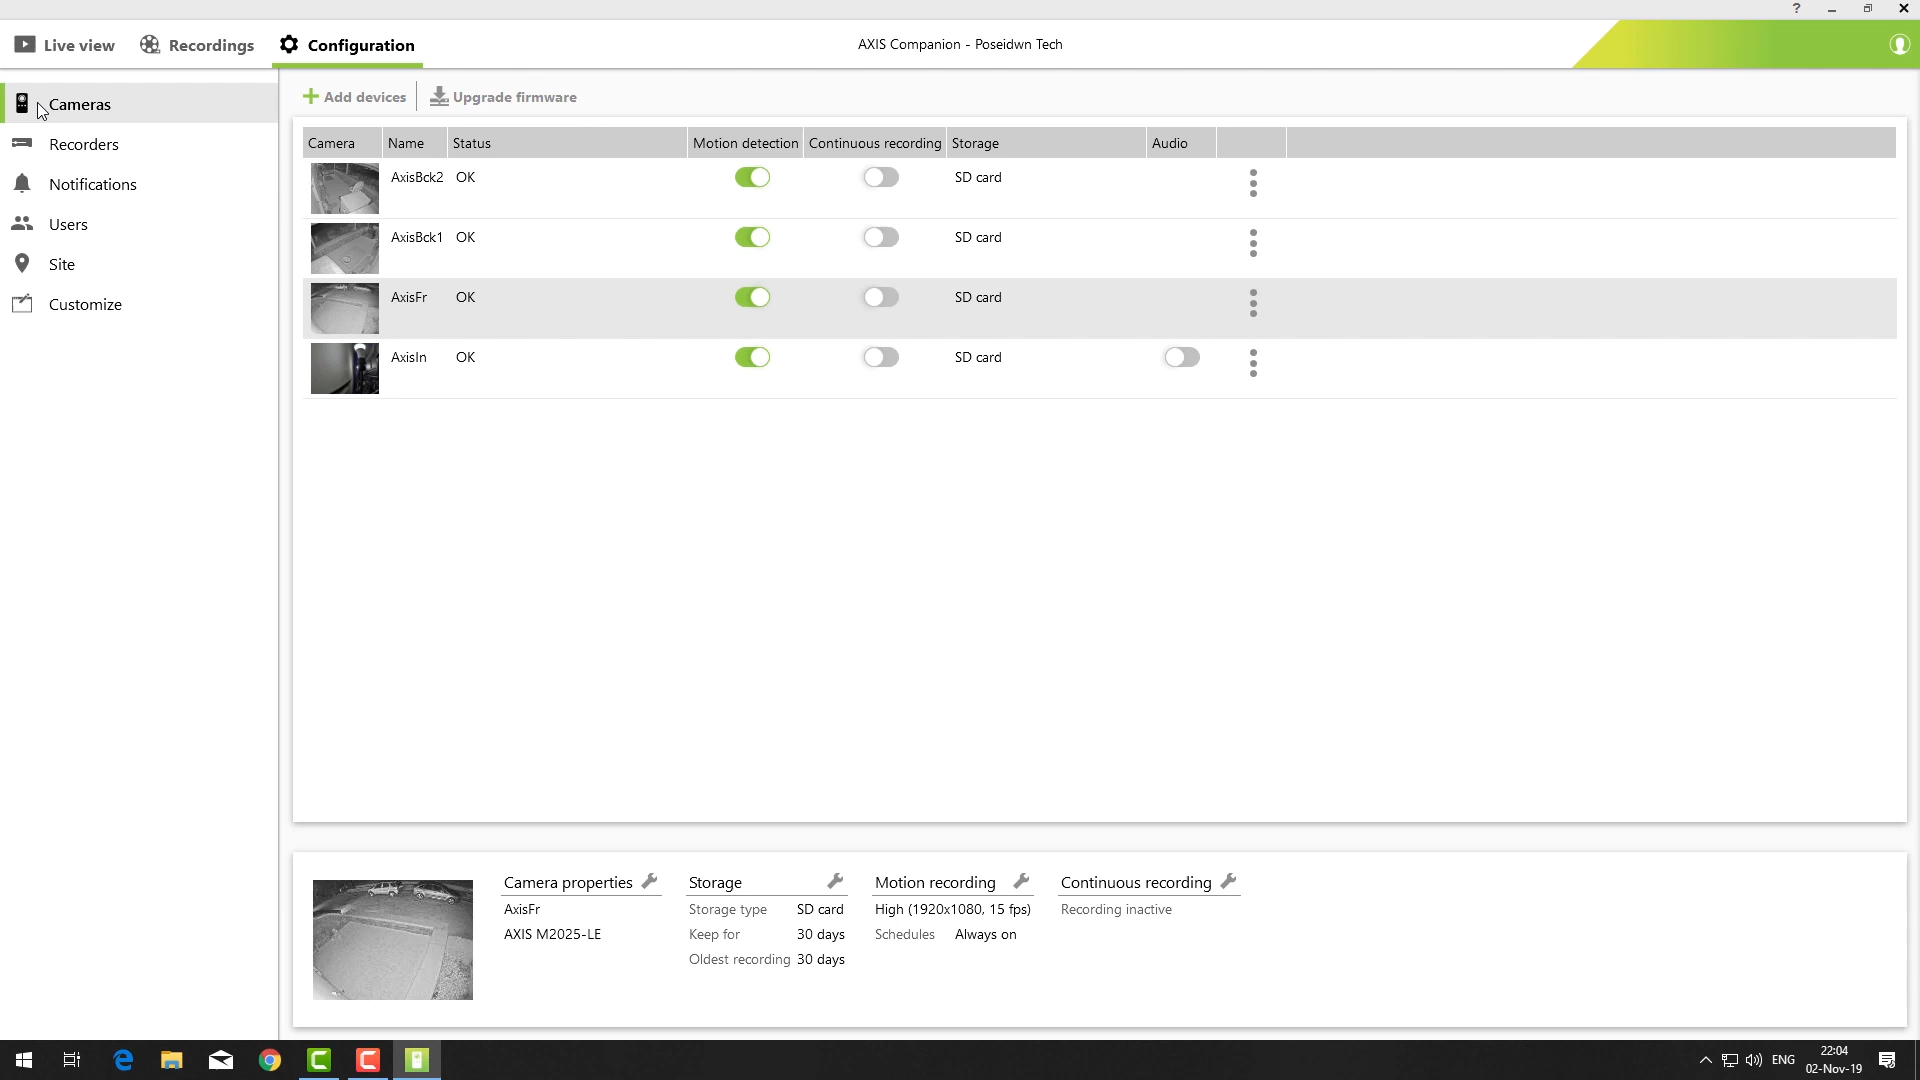 ?
Live view
Recordings
Configuration
AXIS Companion - Poseidwn Tech
Cameras
Recorders
Notifications
Users
Site
Customize
Add devices
Upgrade firmware
Camera Name Status Motion detection Continuous recording Storage Audio
AxisBck2 OK SD card
AxisBck1 OK SD card
AxisFr OK SD card
AxisIn OK SD card
Camera properties
AxisFr
AXIS M2025-LE
Storage
Storage type SD card
Keep for 30 days
Oldest recording 30 days
Motion recording
High (1920x1080, 15 fps)
Schedules Always on
Continuous recording
Recording inactive
ENG
22:04
02-Nov-19